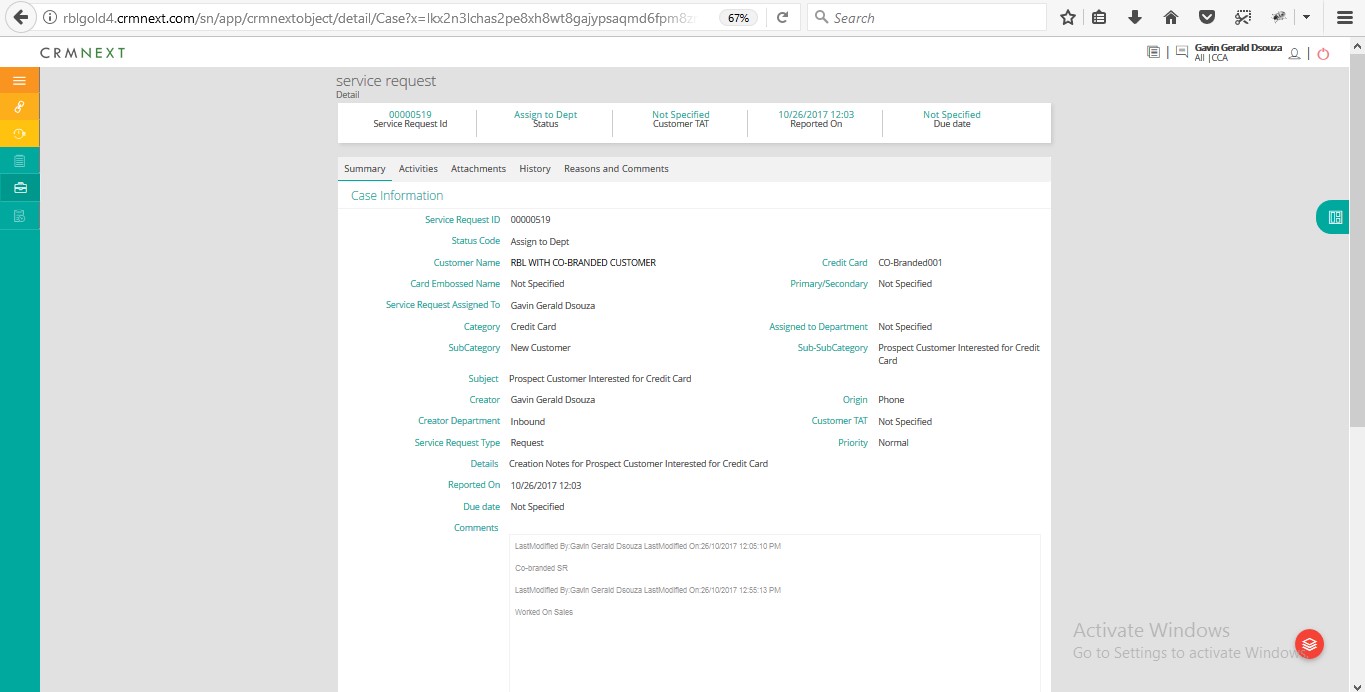 rblgold4.crmnext.com/sn/app/crmnextobject/detail/Case?x=lkx2n3lchas2pe8xh8wt8gajypsaqmd6fpm8z
67%
Search
CRMNEXT
Gavin Gerald Dsouza
All |CCA
service request
Detail
00000519 Assign to Dept Not Specified 10/26/2017 12:03 Not Specified
Service Request Id Status Customer TAT Reported On Due date
Summary Activities Attachments History Reasons and Comments
Case Information
Service Request ID 00000519
Status Code Assign to Dept
Customer Name RBL WITH CO-BRANDED CUSTOMER Credit Card CO-Branded001
Card Embossed Name Not Specified Primary/Secondary Not Specified
Service Request Assigned To Gavin Gerald Dsouza
Category Credit Card Assigned to Department Not Specified
SubCategory New Customer Sub-SubCategory Prospect Customer Interested for Credit
Card
Subject Prospect Customer Interested for Credit Card
Creator Gavin Gerald Dsouza Origin Phone
Creator Department Inbound Customer TAT Not Specified
Service Request Type Request Priority Normal
Details Creation Notes for Prospect Customer Interested for Credit Card
Reported On 10/26/2017 12:03
Due date Not Specified
Comments
LastModified By:Gavin Gerald Dsouza LastModified On:26/10/2017 12:05:10 PM
Co-branded SR
LastModified By:Gavin Gerald Dsouza LastModified On:26/10/2017 12:55:13 PM
Worked On Sales
Activate Windows
Go to Settings to activate Windows.